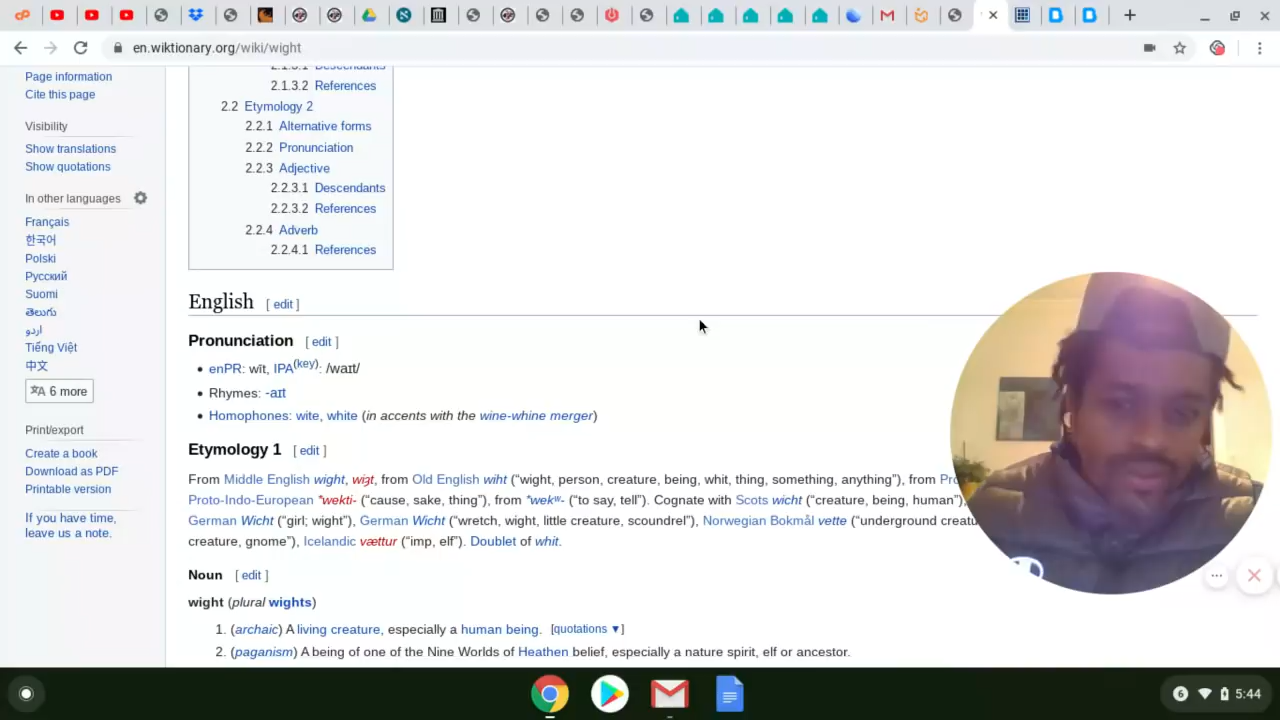 en.wiktionary.org/wiki/wight
Page information
Cite this page
Visibility
Show translations
Show quotations
In other languages
Français
한국어
Polski
Русский
Suomi
తెలుగు
اردو
Tiếng Việt
中文
6 more
Print/export
Create a book
Download as PDF
Printable version
If you have time,
leave us a note.
2.1.3.1 Descendants
2.1.3.2 References
2.2 Etymology 2
2.2.1 Alternative forms
2.2.2 Pronunciation
2.2.3 Adjective
2.2.3.1 Descendants
2.2.3.2 References
2.2.4 Adverb
2.2.4.1 References
English [ edit ]
Pronunciation [ edit ]
• enPR: wīt, IPA(key): /waɪt/
• Rhymes: -aɪt
• Homophones: wite, white (in accents with the wine-whine merger)
Etymology 1 [ edit ]
From Middle English wight, wiȝt, from Old English wiht (“wight, person, creature, being, whit, thing, something, anything”), from
Proto-Indo-European *wekti- (“cause, sake, thing”), from *wekʷ- (“to say, tell”). Cognate with Scots wicht (“creature, being, human”),
German Wicht (“girl; wight”), German Wicht (“wretch, wight, little creature, scoundrel”), Norwegian Bokmål vette (“underground
creature, gnome”), Icelandic vættur (“imp, elf”). Doublet of whit.
Noun [ edit ]
wight (plural wights)
1. (archaic) A living creature, especially a human being. [quotations ▼]
2. (paganism) A being of one of the Nine Worlds of Heathen belief, especially a nature spirit, elf or ancestor.
6 5:44